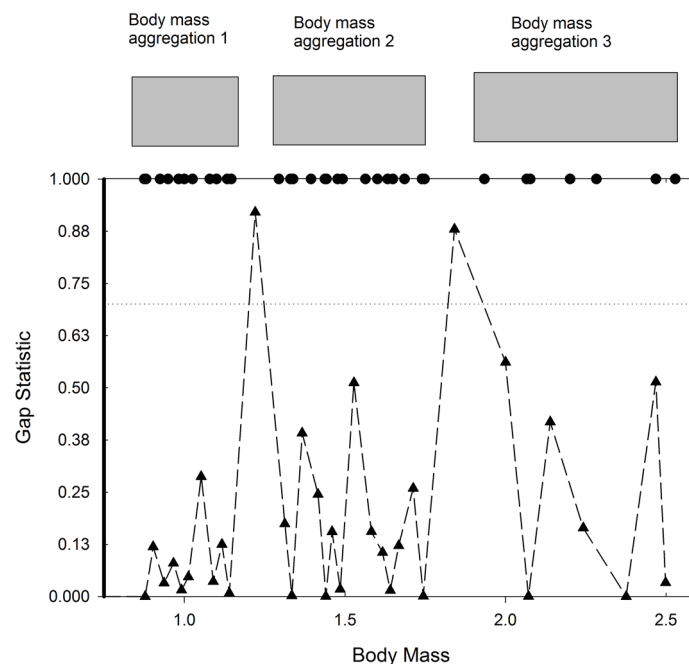 Body mass
aggregation 1
Body mass
aggregation 2
Body mass
aggregation 3
1.000
0.88
0.75
0.63
0.50
0.38
0.25
0.13
0.000
Gap Statistic
1.0
1.5
2.0
2.5
Body Mass